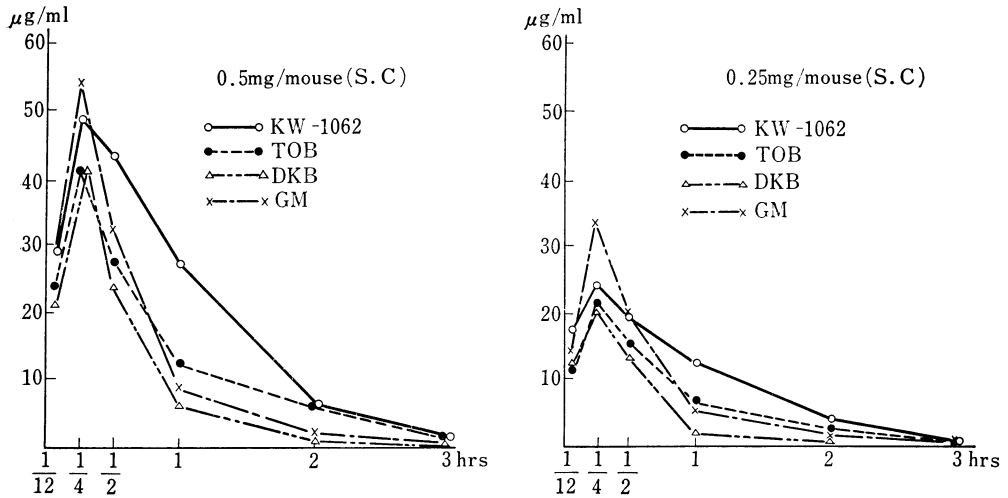 μg/ml
60
50
40
30
20
10
0.5mg/mouse(S.C)
KW-1062
TOB
DKB
GM
1/12 1/4 1/2 1 2 3 hrs
μg/ml
60
50
40
30
20
10
0.25mg/mouse(S.C)
KW-1062
TOB
DKB
GM
1/12 1/4 1/2 1 2 3 hrs